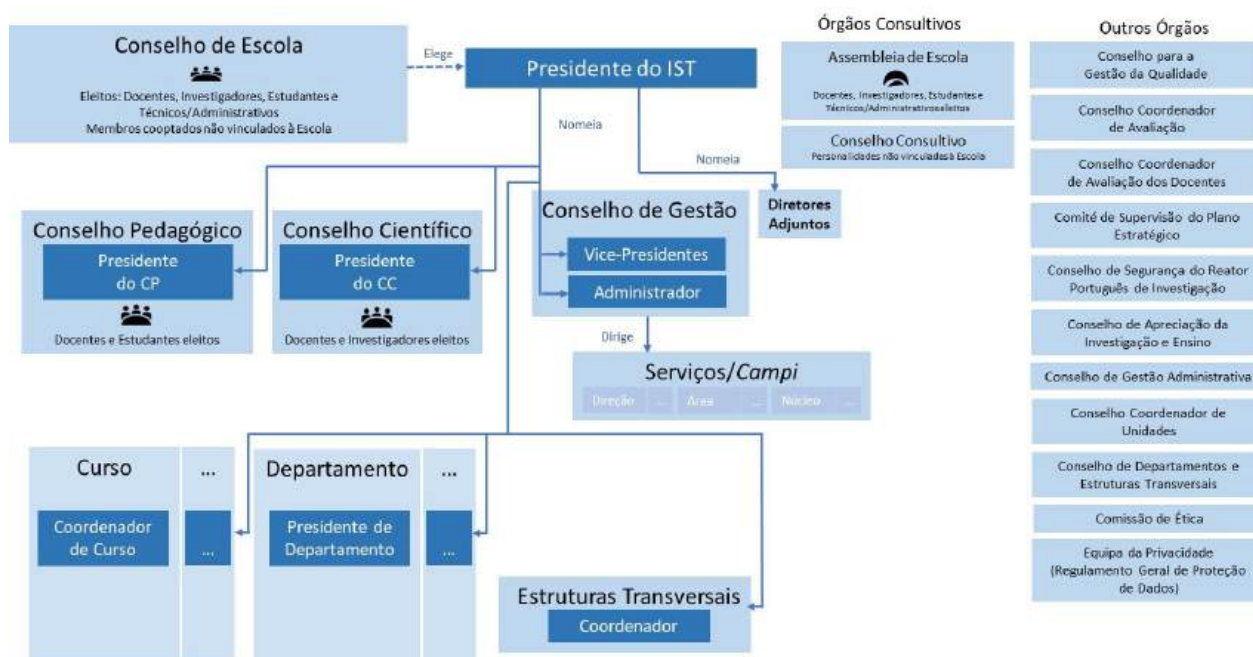 Conselho de Escola
Eleitos: Docentes, Investigadores, Estudantes e
Técnicos/Administrativos
Membros cooptados não vinculados à Escola
Elege
Presidente do IST
Nomeia
Nomeia
Órgãos Consultivos
Assembleia de Escola
Docentes, Investigadores, Estudantes e
Técnicos/Administrativos eleitos
Conselho Consultivo
Personalidades não vinculadas à Escola
Diretores
Adjuntos
Conselho Pedagógico
Presidente
do CP
Docentes e Estudantes eleitos
Conselho Científico
Presidente
do CC
Docentes e Investigadores eleitos
Conselho de Gestão
Vice-Presidentes
Administrador
Dirige
Serviços/Campi
Direção ... Área ... Núcleo ...
Curso ...
Coordenador
de Curso
...
Departamento ...
Presidente de
Departamento
...
Estruturas Transversais
Coordenador
Outros Órgãos
Conselho para a
Gestão da Qualidade
Conselho Coordenador
de Avaliação
Conselho Coordenador
de Avaliação dos Docentes
Comité de Supervisão do Plano
Estratégico
Conselho de Segurança do Reator
Português de Investigação
Conselho de Apreciação da
Investigação e Ensino
Conselho de Gestão Administrativa
Conselho Coordenador de
Unidades
Conselho de Departamentos e
Estruturas Transversais
Comissão de Ética
Equipa da Privacidade
(Regulamento Geral de Proteção
de Dados)